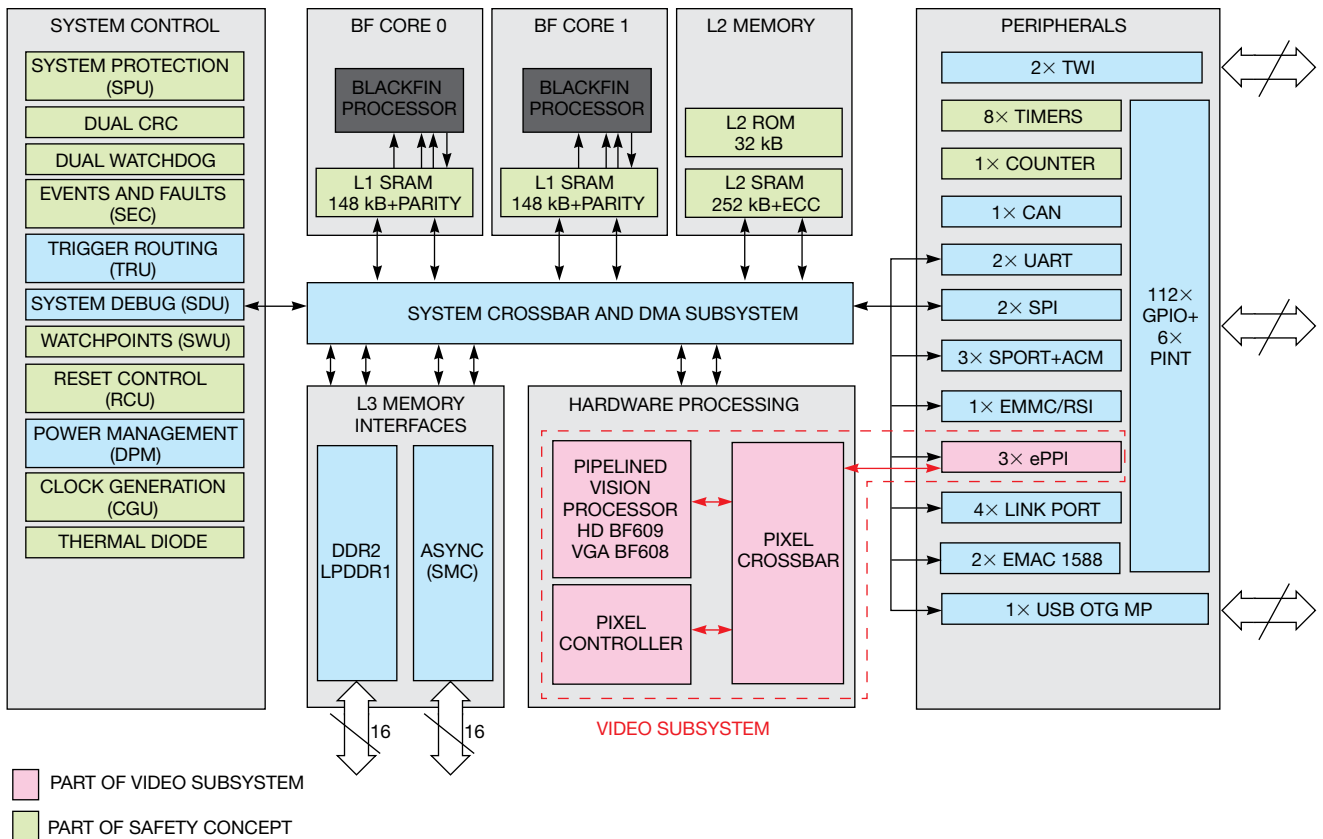 SYSTEM CONTROL
SYSTEM PROTECTION
(SPU)
DUAL CRC
DUAL WATCHDOG
EVENTS AND FAULTS
(SEC)
TRIGGER ROUTING
(TRU)
SYSTEM DEBUG (SDU)
WATCHPOINTS (SWU)
RESET CONTROL
(RCU)
POWER MANAGEMENT
(DPM)
CLOCK GENERATION
(CGU)
THERMAL DIODE
BF CORE 0
BLACKFIN
PROCESSOR
L1 SRAM
148 kB+PARITY
BF CORE 1
BLACKFIN
PROCESSOR
L1 SRAM
148 kB+PARITY
L2 MEMORY
L2 ROM
32 kB
L2 SRAM
252 kB+ECC
SYSTEM CROSSBAR AND DMA SUBSYSTEM
L3 MEMORY
INTERFACES
DDR2
LPDDR1
ASYNC
(SMC)
16
16
HARDWARE PROCESSING
PIPELINED
VISION
PROCESSOR
HD BF609
VGA BF608
PIXEL
CONTROLLER
PIXEL
CROSSBAR
VIDEO SUBSYSTEM
PERIPHERALS
2× TWI
8× TIMERS
1× COUNTER
1× CAN
2× UART
2× SPI
3× SPORT+ACM
1× EMMC/RSI
3× ePPI
4× LINK PORT
2× EMAC 1588
1× USB OTG MP
112×
GPIO+
6×
PINT
PART OF VIDEO SUBSYSTEM
PART OF SAFETY CONCEPT